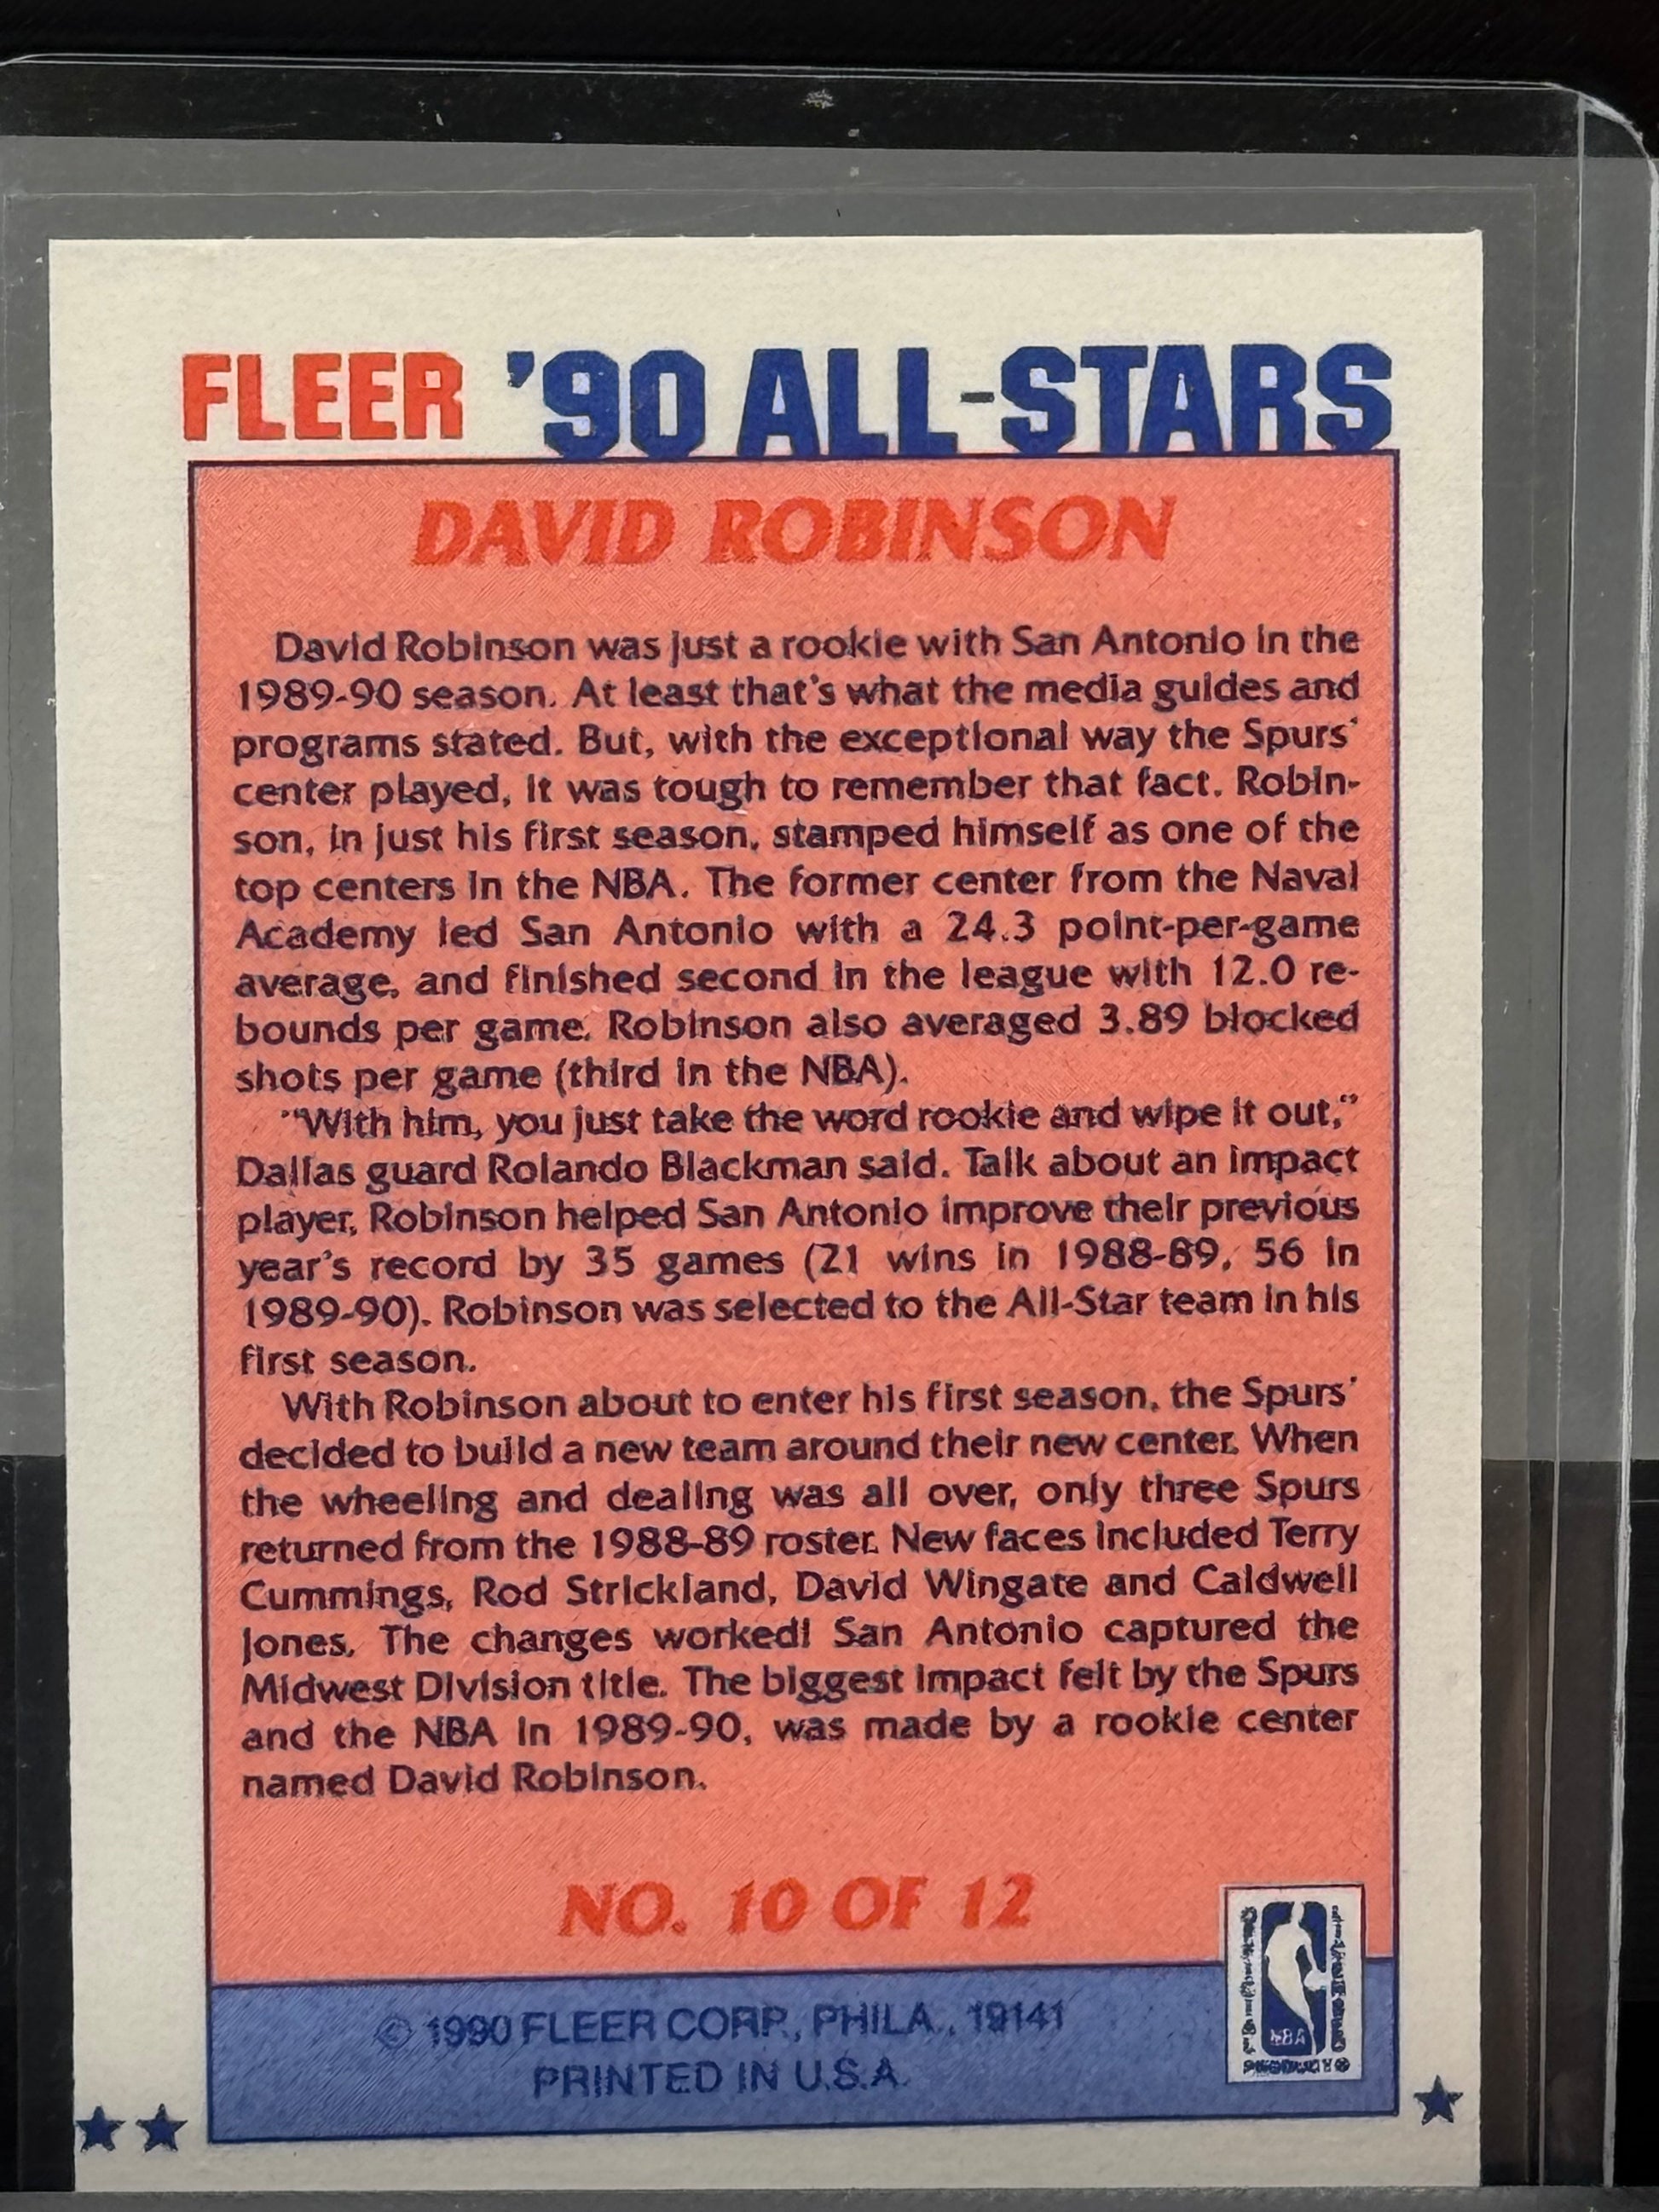 FLEER '90 ALL-STARS
DAVID ROBINSON
David Robinson was just a rookie with San Antonio in the
1989-90 season. At least that's what the media guides and
programs stated. But, with the exceptional way the Spurs'
center played, it was tough to remember that fact. Robin-
son, in just his first season, stamped himself as one of the
top centers in the NBA. The former center from the Naval
Academy led San Antonio with a 24.3 point-per-game
average, and finished second in the league with 12.0 re-
bounds per game. Robinson also averaged 3.89 blocked
shots per game (third in the NBA).
"With him, you just take the word rookie and wipe it out,"
Dallas guard Rolando Blackman said. Talk about an impact
player, Robinson helped San Antonio improve their previous
year's record by 35 games (21 wins in 1988-89, 56 in
1989-90). Robinson was selected to the All-Star team in his
first season.
With Robinson about to enter his first season, the Spurs'
decided to build a new team around their new center. When
the wheeling and dealing was all over, only three Spurs
returned from the 1988-89 roster. New faces included Terry
Cummings, Rod Strickland, David Wingate and Caldwell
Jones. The changes worked! San Antonio captured the
Midwest Division title. The biggest impact felt by the Spurs
and the NBA in 1989-90, was made by a rookie center
named David Robinson.
NO. 10 OF 12
© 1990 FLEER CORP., PHILA., 19141
PRINTED IN U.S.A.
NBA